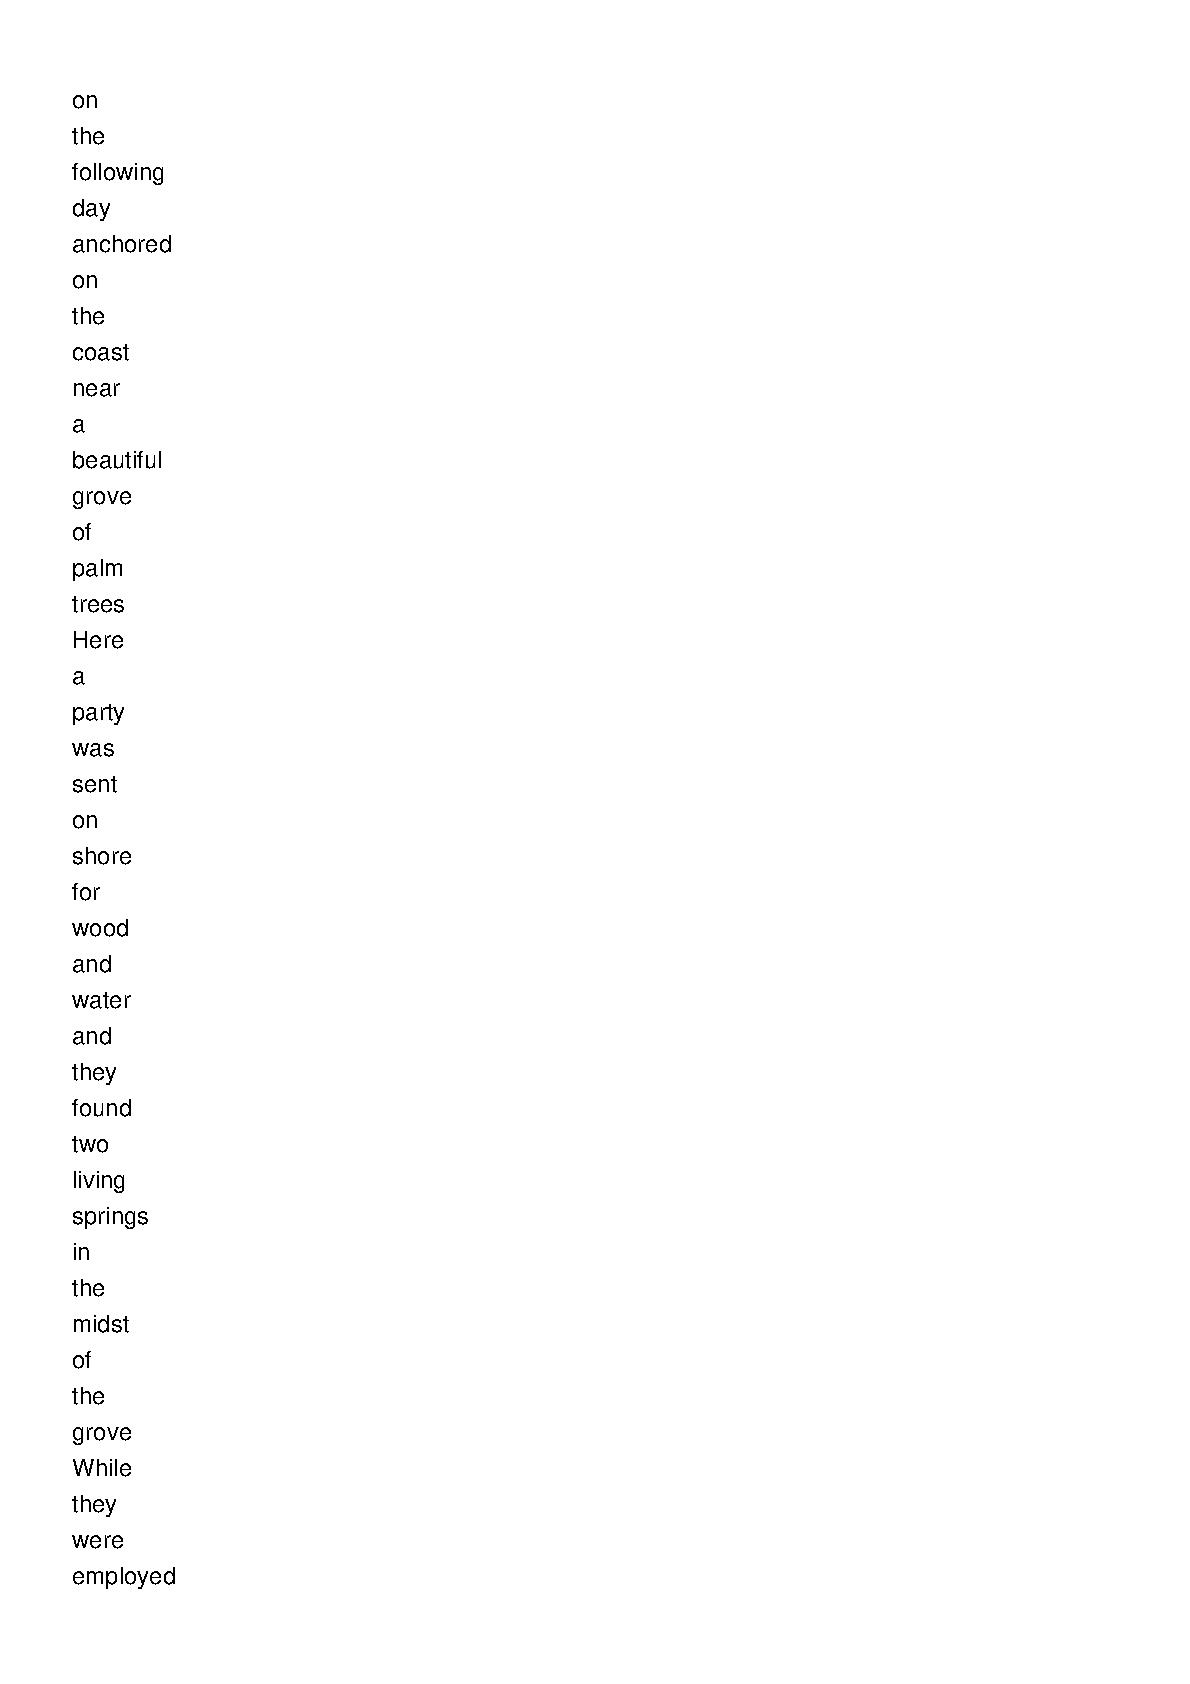 on
the
following
day
anchored
on
the
coast
near
a
beautiful
grove
of
palm
trees
Here
a
party
was
sent
on
shore
for
wood
and
water
and
they
found
two
living
springs
in
the
midst
of
the
grove
While
they
were
employed